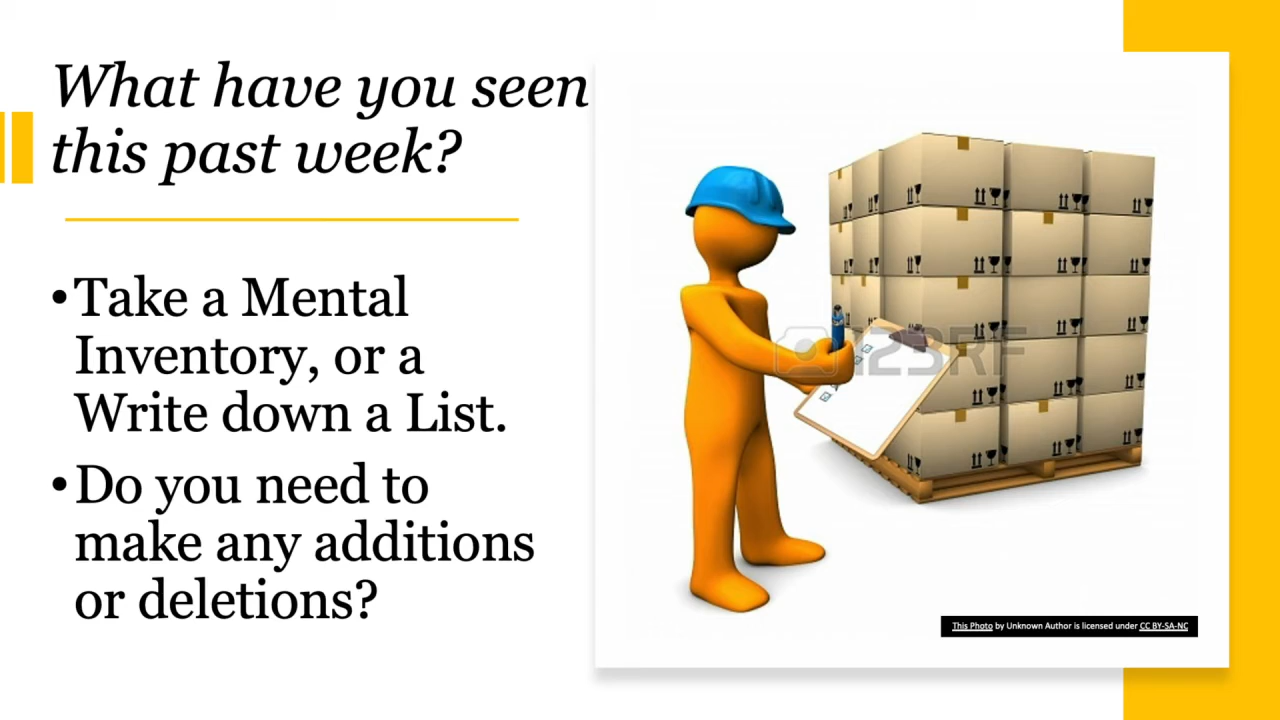 What have you seen
this past week?
•Take a Mental
Inventory, or a
Write down a List.
•Do you need to
make any additions
or deletions?
123RF
This Photo by Unknown Author is licensed under CC BY-SA-NC